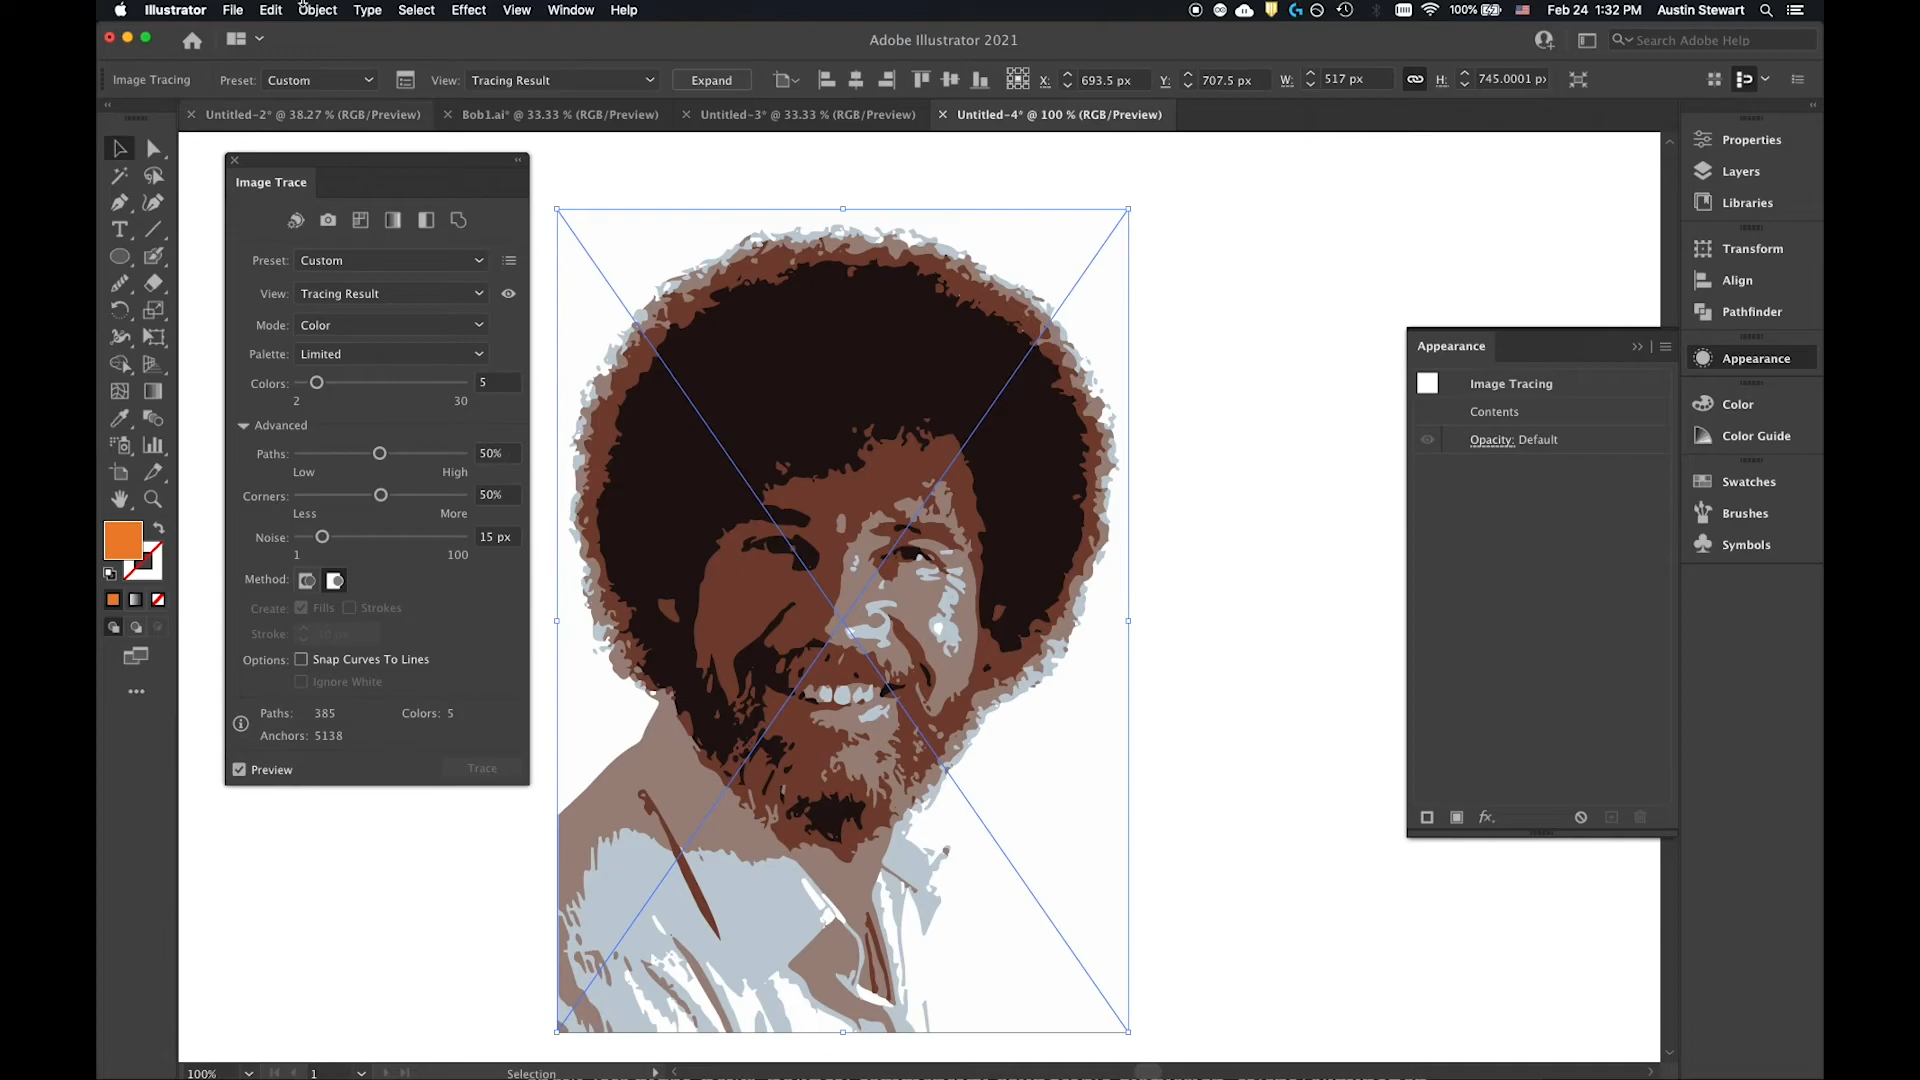 Illustrator File Edit Object Type Select Effect View Window Help
100% Feb 24 1:32 PM Austin Stewart
Adobe Illustrator 2021
Search Adobe Help
Image Tracing Preset: Custom View: Tracing Result Expand X: 693.5 px Y: 707.5 px W: 517 px H: 745.0001 px
Untitled-2* @ 38.27 % (RGB/Preview) Bob1.ai* @ 33.33 % (RGB/Preview) Untitled-3* @ 33.33 % (RGB/Preview) Untitled-4* @ 100 % (RGB/Preview)
Image Trace
Preset: Custom
View: Tracing Result
Mode: Color
Palette: Limited
Colors: 5
2 30
Advanced
Paths: 50%
Low High
Corners: 50%
Less More
Noise: 15 px
1 100
Method:
Create: Fills Strokes
Stroke: 10 px
Options: Snap Curves To Lines
Ignore White
Paths: 385 Colors: 5
Anchors: 5138
Preview Trace
Appearance
Image Tracing
Contents
Opacity: Default
fx
Properties
Layers
Libraries
Transform
Align
Pathfinder
Appearance
Color
Color Guide
Swatches
Brushes
Symbols
100% 1 Selection